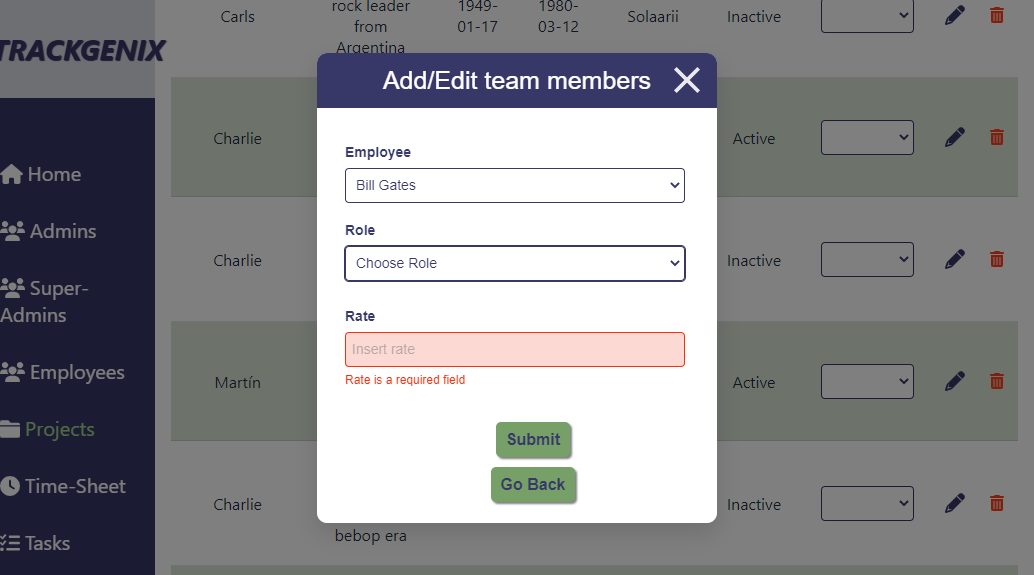 TRACKGENIX
Home
Admins
Super-
Admins
Employees
Projects
Time-Sheet
Tasks
Carls
rock leader
from
Argentina
1949-
01-17
1980-
03-12
Solaarii
Inactive
Charlie
Active
Charlie
Inactive
Martín
Active
Charlie
bebop era
Inactive
Add/Edit team members
Employee
Bill Gates
Role
Choose Role
Rate
Insert rate
Rate is a required field
Submit
Go Back